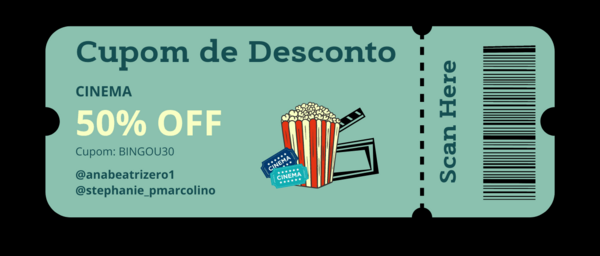 Cupom de Desconto
CINEMA
50% OFF
Cupom: BINGOU30
@anabeatrizero1
@stephanie_pmarcolino
CINEMA
CINEMA
Scan Here